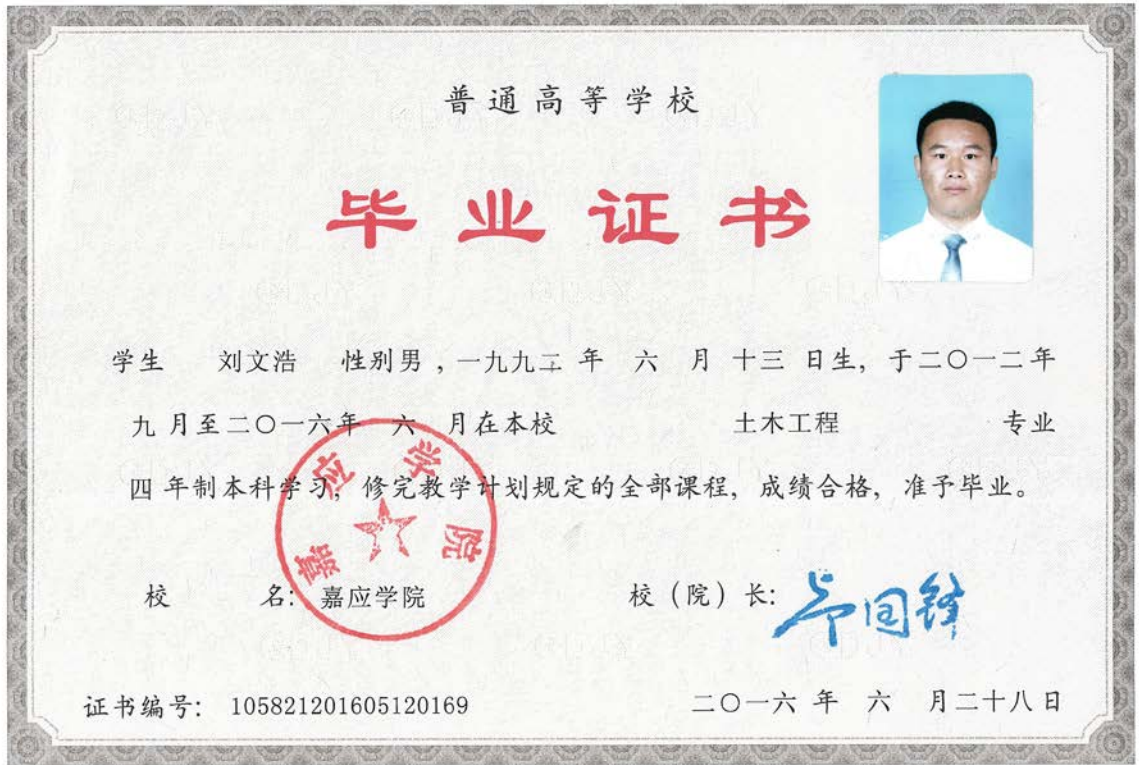 普通高等学校
毕业证书
学生 刘文浩 性别男，一九九二 年 六 月 十三 日生，于二〇一二年
九 月至二〇一六年 六 月在本校 土木工程 专业
四 年制本科学习，修完教学计划规定的全部课程，成绩合格，准予毕业。
嘉应学院
校 名：嘉应学院 校（院）长：
国锋
证书编号： 105821201605120169 二〇一六 年 六 月二十八日